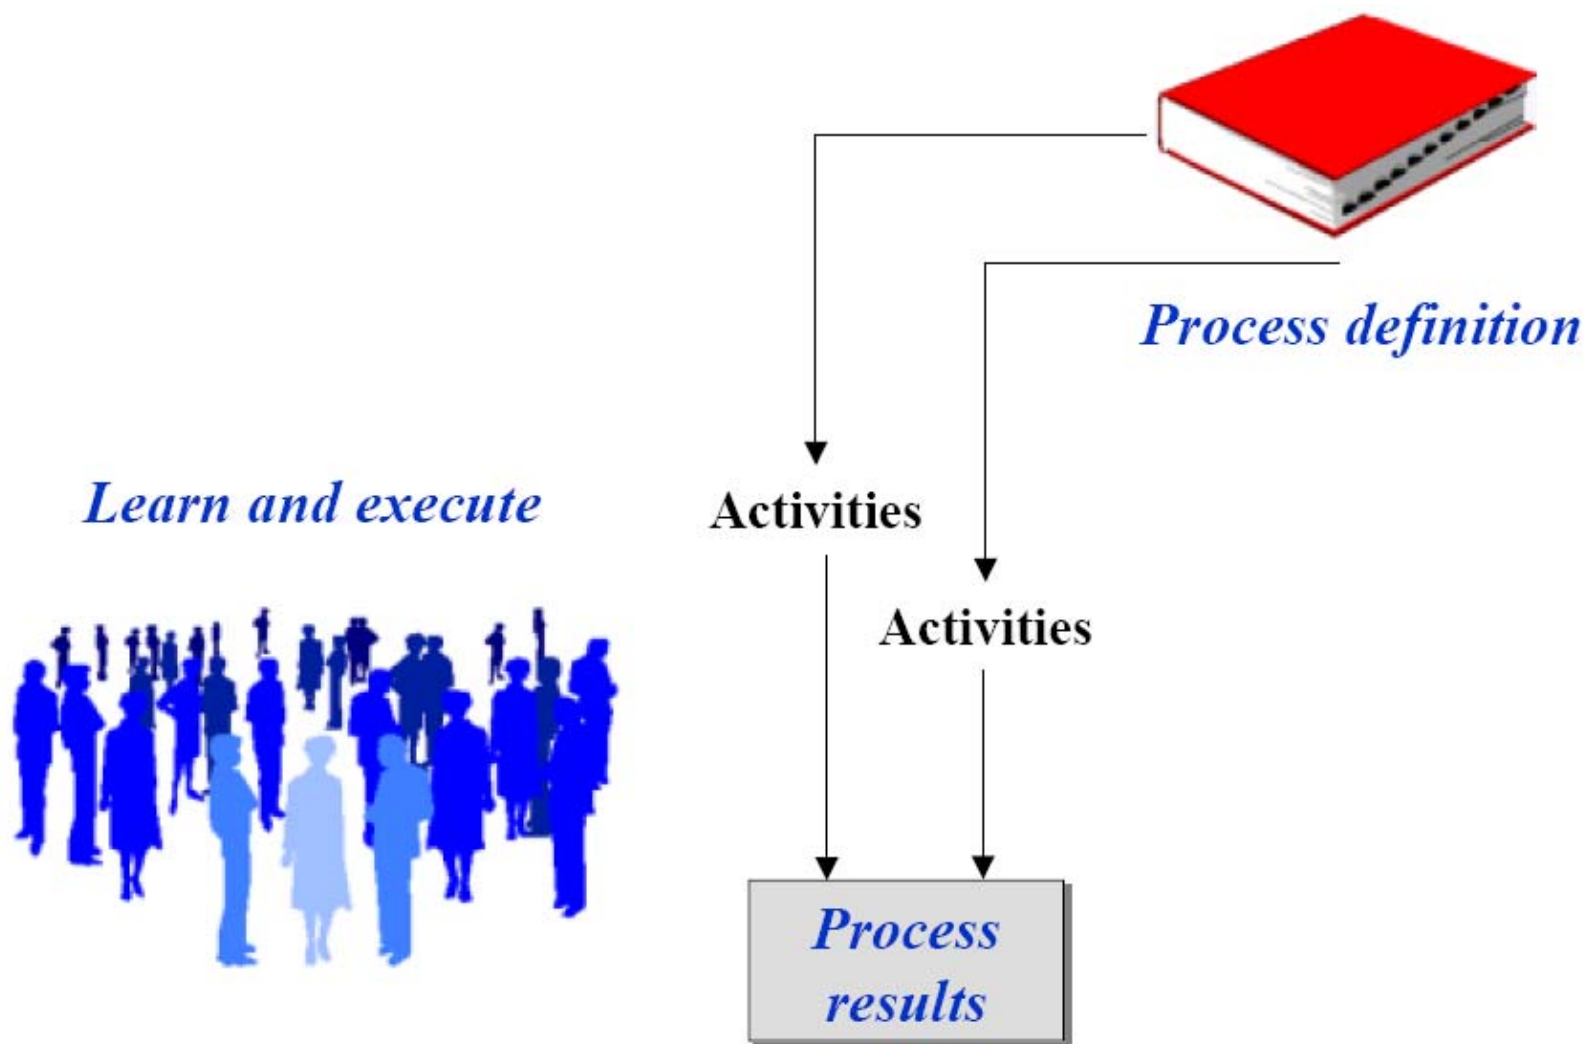 Process definition
Learn and execute
Activities
Activities
Process
results